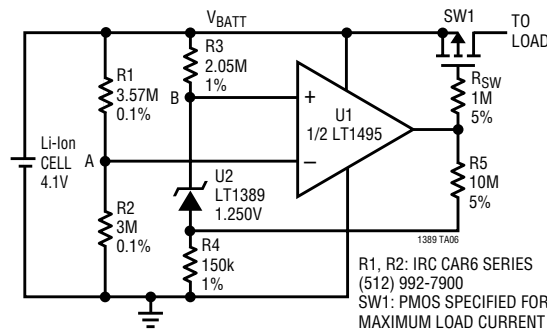 V_BATT
SW1
TO
LOAD
R3
2.05M
1%
R1
3.57M
0.1%
B
+
U1
1/2 LT1495
–
R_SW
1M
5%
Li-Ion
CELL
4.1V
A
U2
LT1389
1.250V
R5
10M
5%
R2
3M
0.1%
R4
150k
1%
1389 TA06
R1, R2: IRC CAR6 SERIES
(512) 992-7900
SW1: PMOS SPECIFIED FOR
MAXIMUM LOAD CURRENT